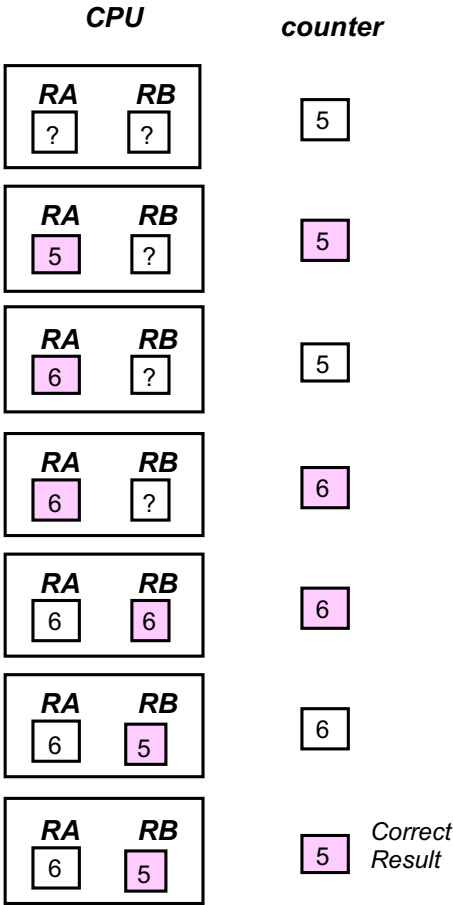 CPU counter
RA RB
? ? 5
RA RB
5 ? 5
RA RB
6 ? 5
RA RB
6 ? 6
RA RB
6 6 6
RA RB
6 5 6
RA RB
6 5 5
Correct
Result